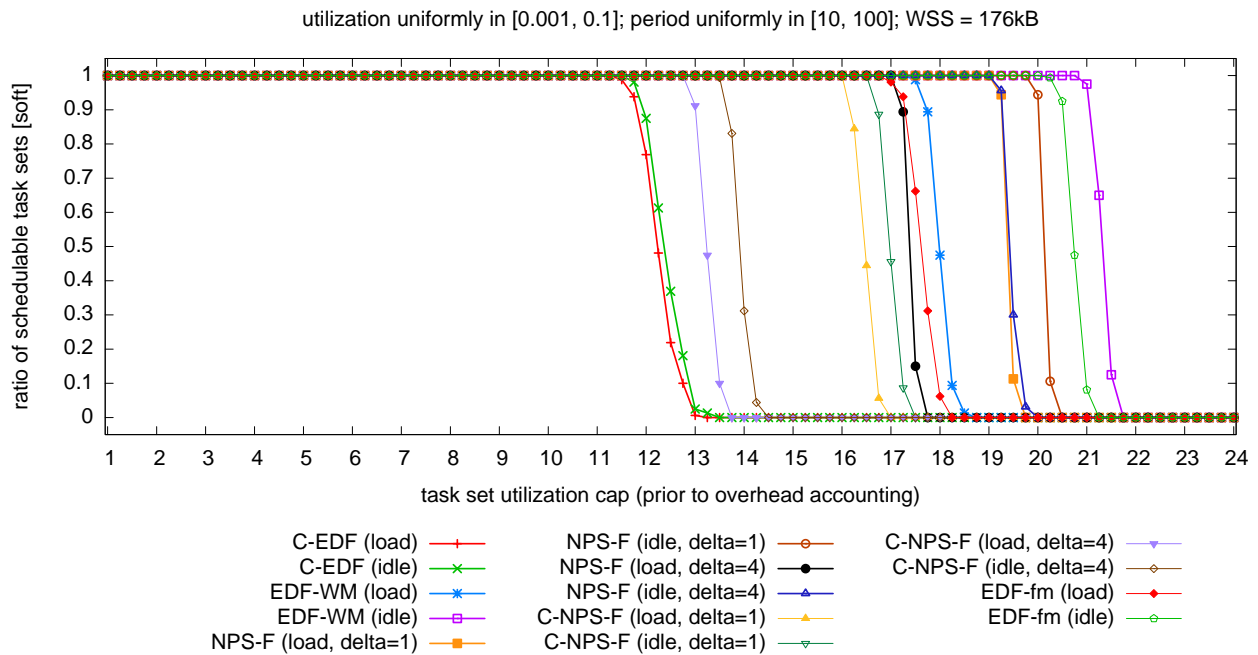 utilization uniformly in [0.001, 0.1]; period uniformly in [10, 100]; WSS = 176kB
ratio of schedulable task sets [soft]
1
0.9
0.8
0.7
0.6
0.5
0.4
0.3
0.2
0.1
0
1 2 3 4 5 6 7 8 9 10 11 12 13 14 15 16 17 18 19 20 21 22 23 24
task set utilization cap (prior to overhead accounting)
C-EDF (load)
C-EDF (idle)
EDF-WM (load)
EDF-WM (idle)
NPS-F (load, delta=1)
NPS-F (idle, delta=1)
NPS-F (load, delta=4)
NPS-F (idle, delta=4)
C-NPS-F (load, delta=1)
C-NPS-F (idle, delta=1)
C-NPS-F (load, delta=4)
C-NPS-F (idle, delta=4)
EDF-fm (load)
EDF-fm (idle)